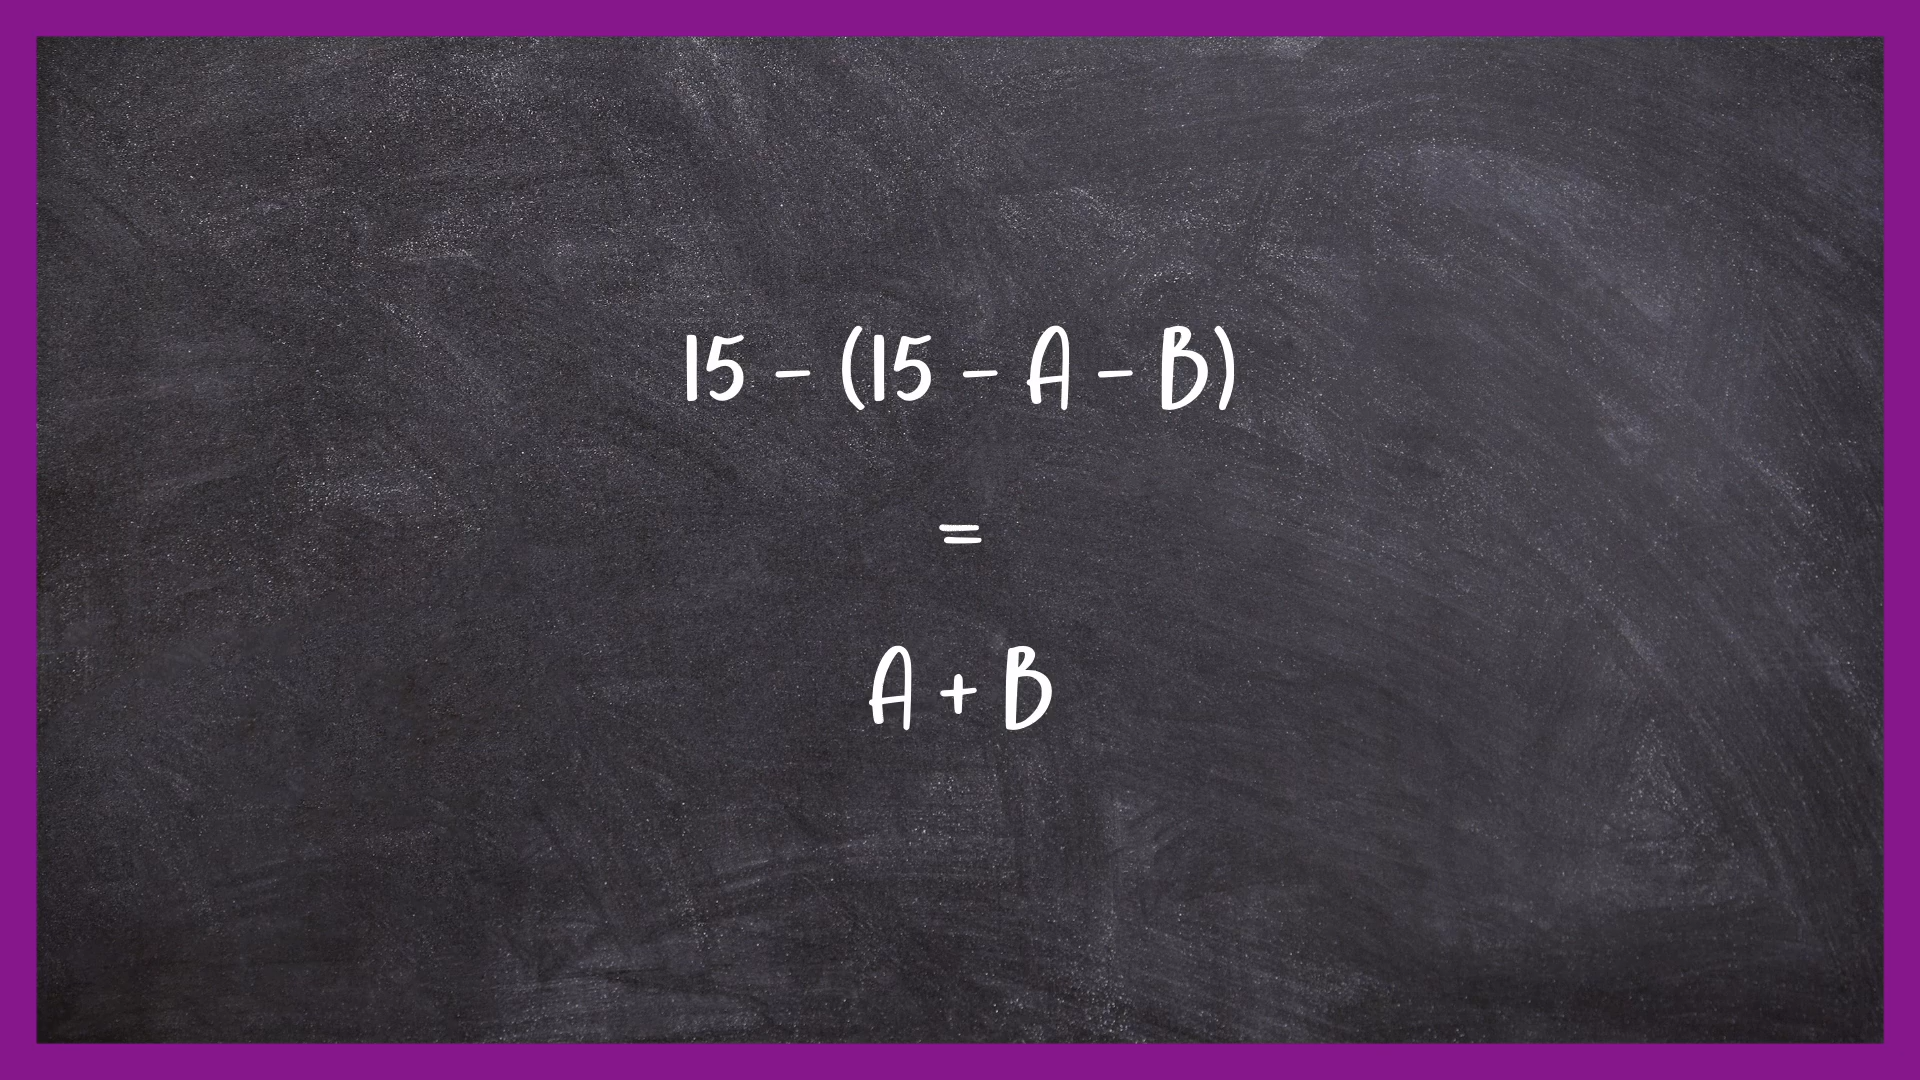 15 – (15 – A – B)
=
A + B